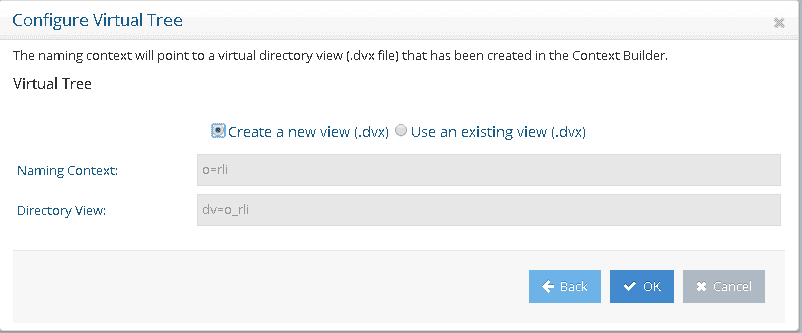 Configure Virtual Tree
The naming context will point to a virtual directory view (.dvx file) that has been created in the Context Builder.
Virtual Tree
Create a new view (.dvx) Use an existing view (.dvx)
Naming Context: o=rli
Directory View: dv=o_rli
Back OK Cancel